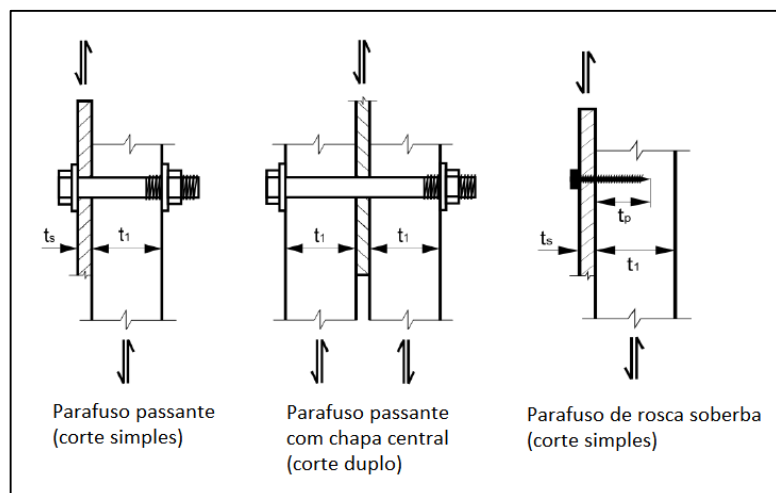 ts
t1
t1
t1
tp
ts
t1
Parafuso passante
(corte simples)
Parafuso passante
com chapa central
(corte duplo)
Parafuso de rosca soberba
(corte simples)